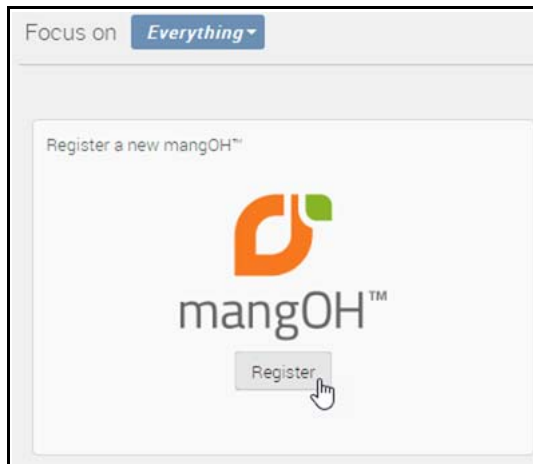 Focus on Everything
Register a new mangOH™
mangOH™
Register